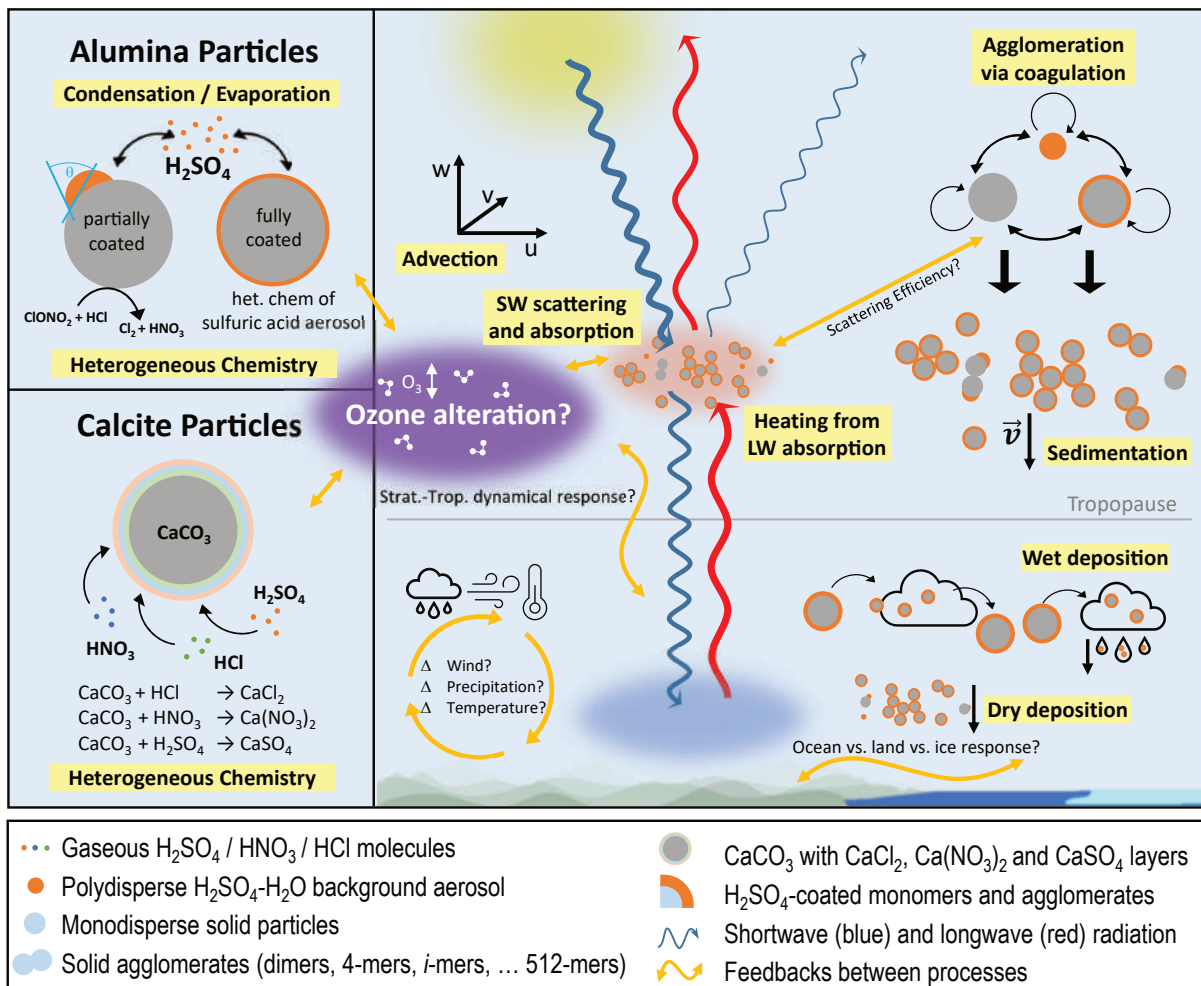 Alumina Particles
Condensation / Evaporation
H₂SO₄
θ
partially
coated
fully
coated
ClONO₂ + HCl
Cl₂ + HNO₃
het. chem of
sulfuric acid aerosol
Heterogeneous Chemistry
Calcite Particles
CaCO₃
H₂SO₄
HNO₃
HCl
CaCO₃ + HCl → CaCl₂
CaCO₃ + HNO₃ → Ca(NO₃)₂
CaCO₃ + H₂SO₄ → CaSO₄
Heterogeneous Chemistry
w
v
u
Advection
SW scattering
and absorption
O₃
Ozone alteration?
Heating from
LW absorption
Strat.-Trop. dynamical response?
Agglomeration
via coagulation
Scattering Efficiency?
v⃗
Sedimentation
Tropopause
Δ Wind?
Δ Precipitation?
Δ Temperature?
Wet deposition
Dry deposition
Ocean vs. land vs. ice response?
Gaseous H₂SO₄ / HNO₃ / HCl molecules
Polydisperse H₂SO₄-H₂O background aerosol
Monodisperse solid particles
Solid agglomerates (dimers, 4-mers, i-mers, … 512-mers)
CaCO₃ with CaCl₂, Ca(NO₃)₂ and CaSO₄ layers
H₂SO₄-coated monomers and agglomerates
Shortwave (blue) and longwave (red) radiation
Feedbacks between processes